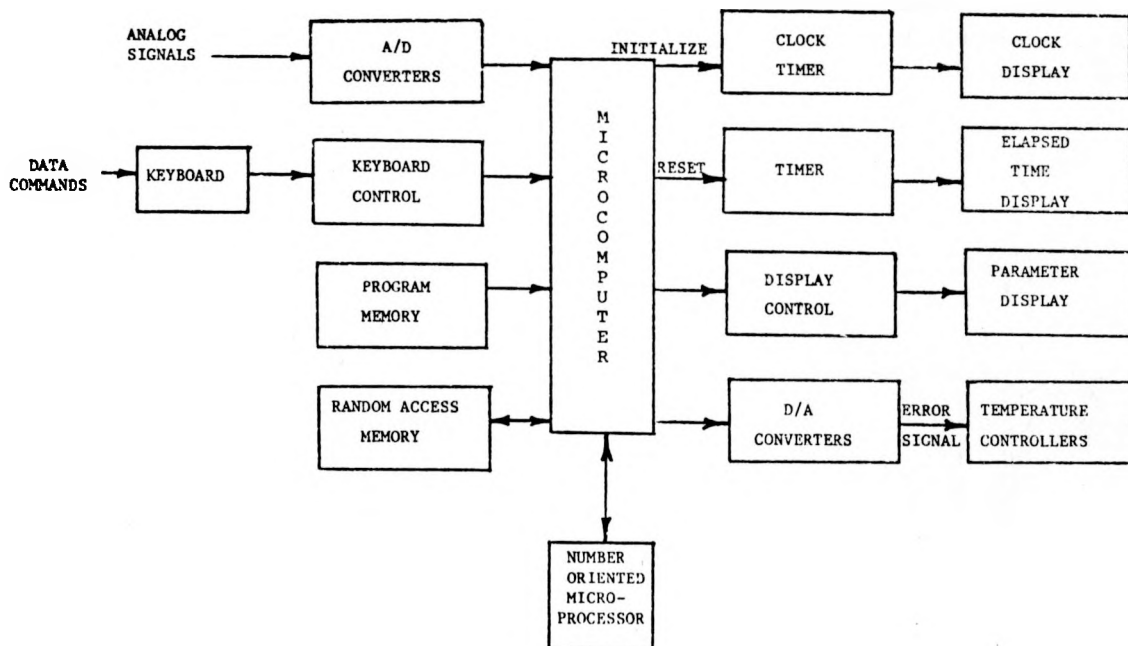 ANALOG
SIGNALS
A/D
CONVERTERS
INITIALIZE
CLOCK
TIMER
CLOCK
DISPLAY
DATA
COMMANDS
KEYBOARD
KEYBOARD
CONTROL
MICROCOMPUTER
RESET
TIMER
ELAPSED
TIME
DISPLAY
PROGRAM
MEMORY
DISPLAY
CONTROL
PARAMETER
DISPLAY
RANDOM ACCESS
MEMORY
D/A
CONVERTERS
ERROR
SIGNAL
TEMPERATURE
CONTROLLERS
NUMBER
ORIENTED
MICRO-
PROCESSOR